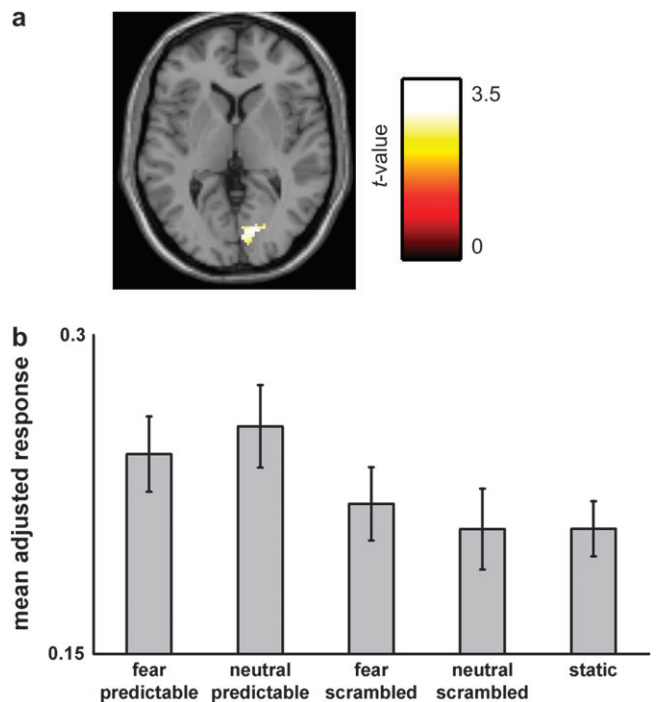 a
3.5
t-value
0
b
0.3
mean adjusted response
0.15
fear
predictable
neutral
predictable
fear
scrambled
neutral
scrambled
static